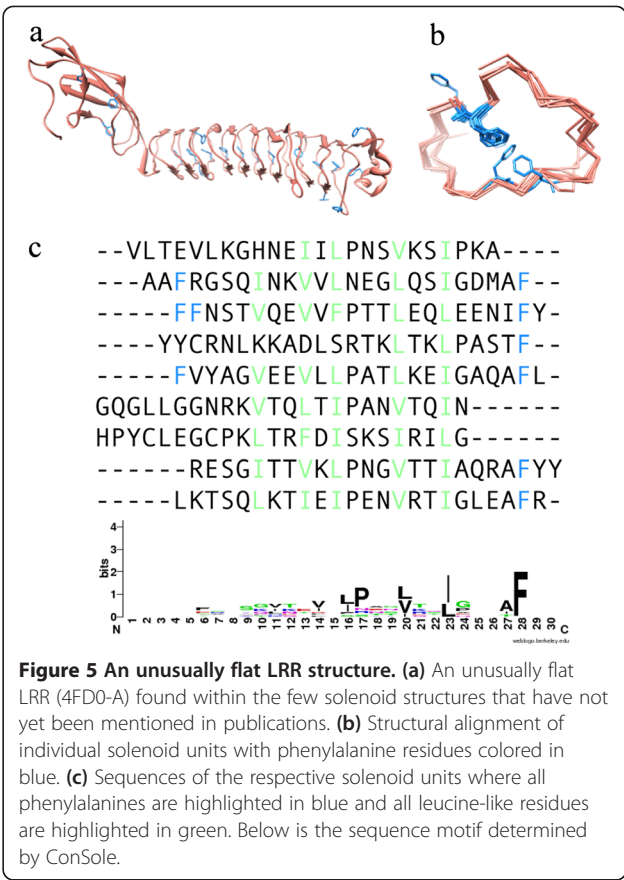 a
b
c
--VLTEVLKGHNEIILPNSVKSIPKA----
---AAFRGSQINKVVLNEGLQSIGDMAF--
-----FFNSTVQEVVFPTTLEQLEENIFY-
----YYCRNLKKADLSRTKLTKLPASTF--
-----FVYAGVEEVLLPATLKEIGAQAFL-
GQGLLGGNRKVTQLTIPANVTQIN------
HPYCLEGCPKLTRFDISKSIRILG------
------RESGITTVKLPNGVTTIAQRAFYY
-----LKTSQLKTIEIPENVRTIGLEAFR-
4
3
2
1
0
bits
N 1 2 3 4 5 6 7 8 9 10 11 12 13 14 15 16 17 18 19 20 21 22 23 24 25 26 27 28 29 30 C
weblogo.berkeley.edu
Figure 5 An unusually flat LRR structure. (a) An unusually flat
LRR (4FD0-A) found within the few solenoid structures that have not
yet been mentioned in publications. (b) Structural alignment of
individual solenoid units with phenylalanine residues colored in
blue. (c) Sequences of the respective solenoid units where all
phenylalanines are highlighted in blue and all leucine-like residues
are highlighted in green. Below is the sequence motif determined
by ConSole.